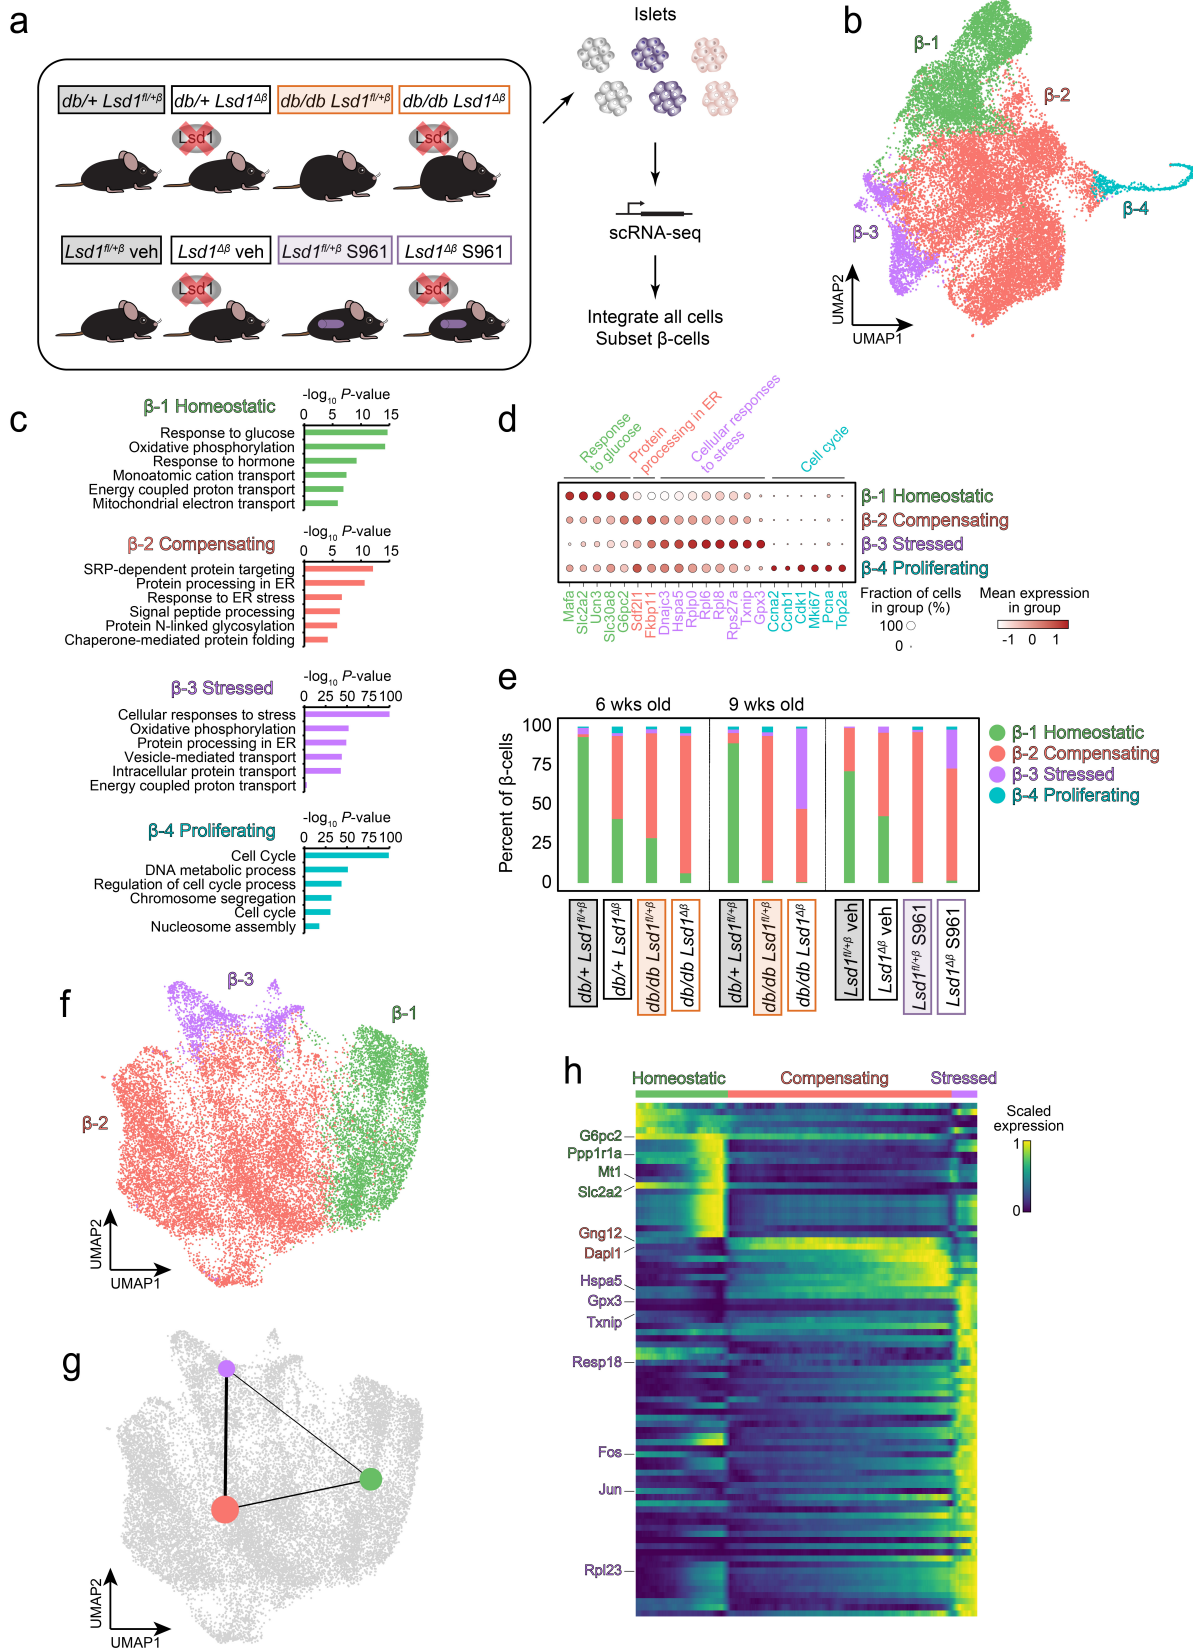 a
Islets
db/+ Lsd1fl/+β
db/+ Lsd1Δβ
db/db Lsd1fl/+β
db/db Lsd1Δβ
Lsd1
Lsd1
Lsd1fl/+β veh
Lsd1Δβ veh
Lsd1fl/+β S961
Lsd1Δβ S961
Lsd1
Lsd1
scRNA-seq
Integrate all cells
Subset β-cells
b
β-1
β-2
β-3
β-4
UMAP2
UMAP1
c
β-1 Homeostatic
-log10 P-value
0 5 10 15
Response to glucose
Oxidative phosphorylation
Response to hormone
Monoatomic cation transport
Energy coupled proton transport
Mitochondrial electron transport
β-2 Compensating
-log10 P-value
0 5 10 15
SRP-dependent protein targeting
Protein processing in ER
Response to ER stress
Signal peptide processing
Protein N-linked glycosylation
Chaperone-mediated protein folding
β-3 Stressed
-log10 P-value
0 25 50 75 100
Cellular responses to stress
Oxidative phosphorylation
Protein processing in ER
Vesicle-mediated transport
Intracellular protein transport
Energy coupled proton transport
β-4 Proliferating
-log10 P-value
0 25 50 75 100
Cell Cycle
DNA metabolic process
Regulation of cell cycle process
Chromosome segregation
Cell cycle
Nucleosome assembly
d
Response
to glucose
Protein
processing in ER
Cellular responses
to stress
Cell cycle
β-1 Homeostatic
β-2 Compensating
β-3 Stressed
β-4 Proliferating
Mafa
Slc2a2
Ucn3
Slc30a8
G6pc2
Sdf2l1
Fkbp11
Dnajc3
Hspa5
Rplp0
Rpl6
Rpl8
Rps27a
Txnip
Gpx3
Ccna2
Ccnb1
Cdk1
Mki67
Pcna
Top2a
Fraction of cells
in group (%)
100
0
Mean expression
in group
-1 0 1
e
6 wks old
9 wks old
Percent of β-cells
100
75
50
25
0
β-1 Homeostatic
β-2 Compensating
β-3 Stressed
β-4 Proliferating
db/+ Lsd1fl/+β
db/+ Lsd1Δβ
db/db Lsd1fl/+β
db/db Lsd1Δβ
db/+ Lsd1fl/+β
db/db Lsd1fl/+β
db/db Lsd1Δβ
Lsd1fl/+β veh
Lsd1Δβ veh
Lsd1fl/+β S961
Lsd1Δβ S961
f
β-3
β-1
β-2
UMAP2
UMAP1
g
UMAP2
UMAP1
h
Homeostatic
Compensating
Stressed
G6pc2
Ppp1r1a
Mt1
Slc2a2
Gng12
Dapl1
Hspa5
Gpx3
Txnip
Resp18
Fos
Jun
Rpl23
Scaled
expression
1
0